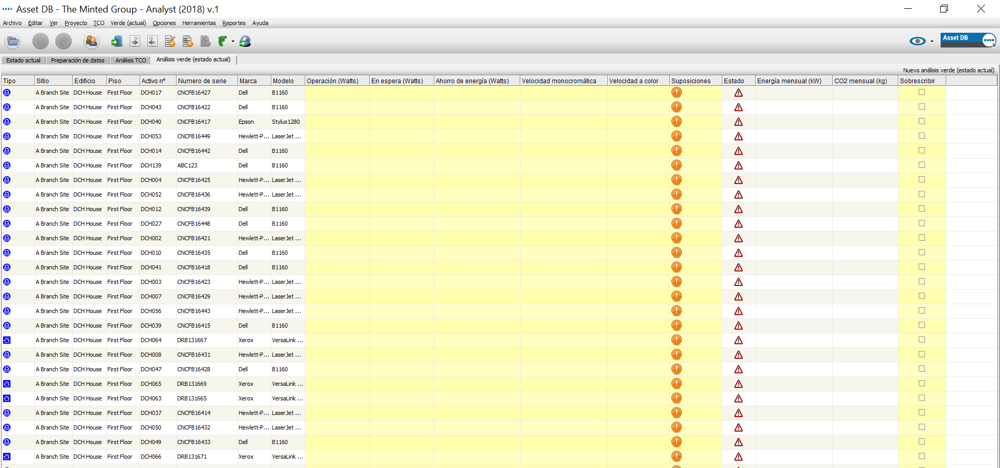 Asset DB - The Minted Group - Analyst (2018) v.1
Archivo Editar Ver Proyecto TCO Verde (actual) Opciones Herramientas Reportes Ayuda
Asset DB
Estado actual Preparación de datos Análisis TCO Análisis verde (estado actual)
Nuevo análisis verde (estado actual)
Tipo Sitio Edificio Piso Activo nº Numero de serie Marca Modelo Operación (Watts) En espera (Watts) Ahorro de energía (Watts) Velocidad monocromática Velocidad a color Suposiciones Estado Energía mensual (kW) CO2 mensual (kg) Sobrescribir
A Branch Site DCH House First Floor DCH017 CNCFB16427 Dell B1160
A Branch Site DCH House First Floor DCH043 CNCFB16422 Dell B1160
A Branch Site DCH House First Floor DCH040 CNCFB16417 Epson Stylus1280
A Branch Site DCH House First Floor DCH053 CNCFB16449 Hewlett-P... LaserJet ...
A Branch Site DCH House First Floor DCH014 CNCFB16442 Dell B1160
A Branch Site DCH House First Floor DCH139 ABC123 Dell B1160
A Branch Site DCH House First Floor DCH004 CNCFB16425 Hewlett-P... LaserJet ...
A Branch Site DCH House First Floor DCH052 CNCFB16436 Hewlett-P... LaserJet ...
A Branch Site DCH House First Floor DCH012 CNCFB16439 Dell B1160
A Branch Site DCH House First Floor DCH027 CNCFB16448 Dell B1160
A Branch Site DCH House First Floor DCH002 CNCFB16421 Hewlett-P... LaserJet ...
A Branch Site DCH House First Floor DCH010 CNCFB16435 Dell B1160
A Branch Site DCH House First Floor DCH041 CNCFB16418 Dell B1160
A Branch Site DCH House First Floor DCH003 CNCFB16423 Hewlett-P... LaserJet ...
A Branch Site DCH House First Floor DCH007 CNCFB16429 Hewlett-P... LaserJet ...
A Branch Site DCH House First Floor DCH056 CNCFB16443 Hewlett-P... LaserJet ...
A Branch Site DCH House First Floor DCH039 CNCFB16415 Dell B1160
A Branch Site DCH House First Floor DCH064 DRB131667 Xerox VersaLink ...
A Branch Site DCH House First Floor DCH008 CNCFB16431 Hewlett-P... LaserJet ...
A Branch Site DCH House First Floor DCH047 CNCFB16428 Dell B1160
A Branch Site DCH House First Floor DCH065 DRB131669 Xerox VersaLink ...
A Branch Site DCH House First Floor DCH063 DRB131665 Xerox VersaLink ...
A Branch Site DCH House First Floor DCH037 CNCFB16414 Hewlett-P... LaserJet ...
A Branch Site DCH House First Floor DCH050 CNCFB16432 Hewlett-P... LaserJet ...
A Branch Site DCH House First Floor DCH049 CNCFB16433 Dell B1160
A Branch Site DCH House First Floor DCH066 DRB131671 Xerox VersaLink ...